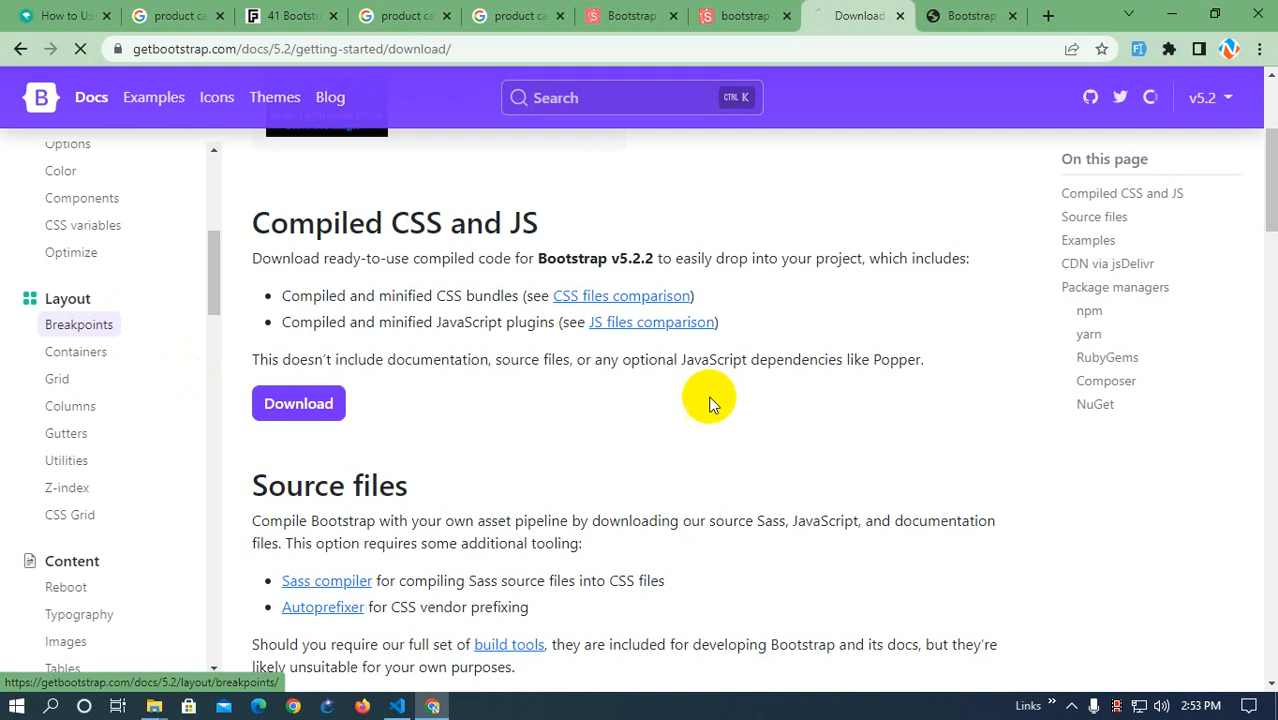 How to Us
product ca
41 Bootst
product ca
product ca
Bootstrap
bootstrap
Download
Bootstrap
getbootstrap.com/docs/5.2/getting-started/download/
B Docs Examples Icons Themes Blog
Search CTRL K
v5.2
Options
Color
Components
CSS variables
Optimize
Layout
Breakpoints
Containers
Grid
Columns
Gutters
Utilities
Z-index
CSS Grid
Content
Reboot
Typography
Images
Tables
https://getbootstrap.com/docs/5.2/layout/breakpoints/
Compiled CSS and JS
Download ready-to-use compiled code for Bootstrap v5.2.2 to easily drop into your project, which includes:
• Compiled and minified CSS bundles (see CSS files comparison)
• Compiled and minified JavaScript plugins (see JS files comparison)
This doesn't include documentation, source files, or any optional JavaScript dependencies like Popper.
Download
Source files
Compile Bootstrap with your own asset pipeline by downloading our source Sass, JavaScript, and documentation
files. This option requires some additional tooling:
• Sass compiler for compiling Sass source files into CSS files
• Autoprefixer for CSS vendor prefixing
Should you require our full set of build tools, they are included for developing Bootstrap and its docs, but they're
likely unsuitable for your own purposes.
On this page
Compiled CSS and JS
Source files
Examples
CDN via jsDelivr
Package managers
npm
yarn
RubyGems
Composer
NuGet
Links
2:53 PM